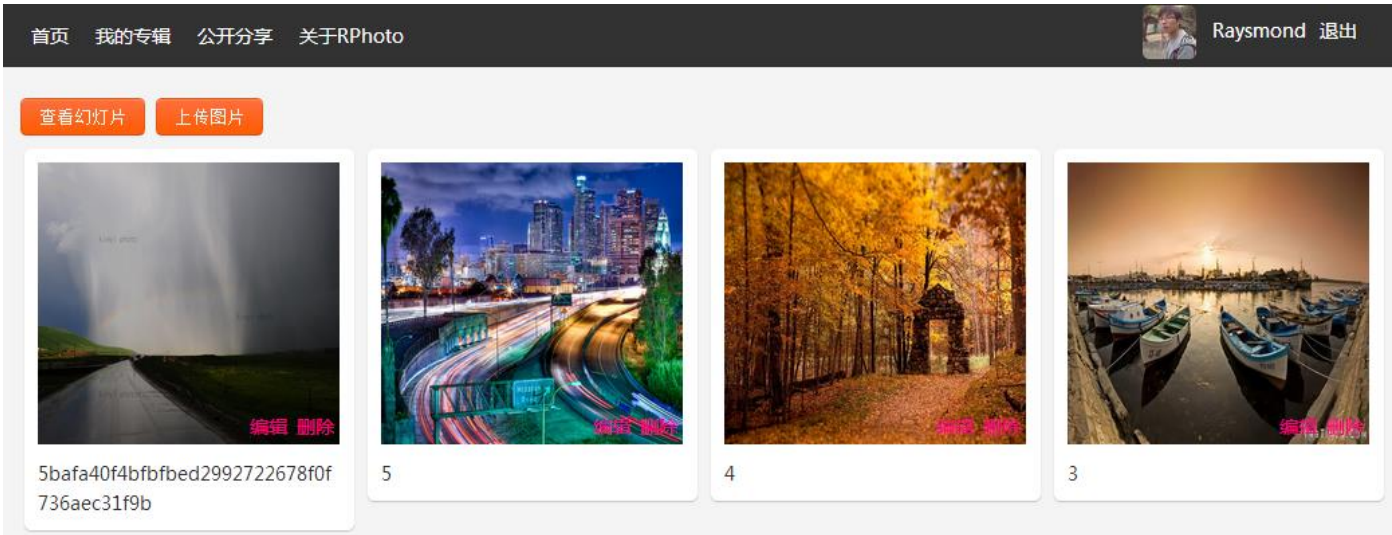 首页 我的专辑 公开分享 关于RPhoto
Raysmond 退出
查看幻灯片 上传图片
编辑 删除
编辑 删除
编辑 删除
编辑 删除
5bafa40f4bfbfbed2992722678f0f
736aec31f9b
5
4
3